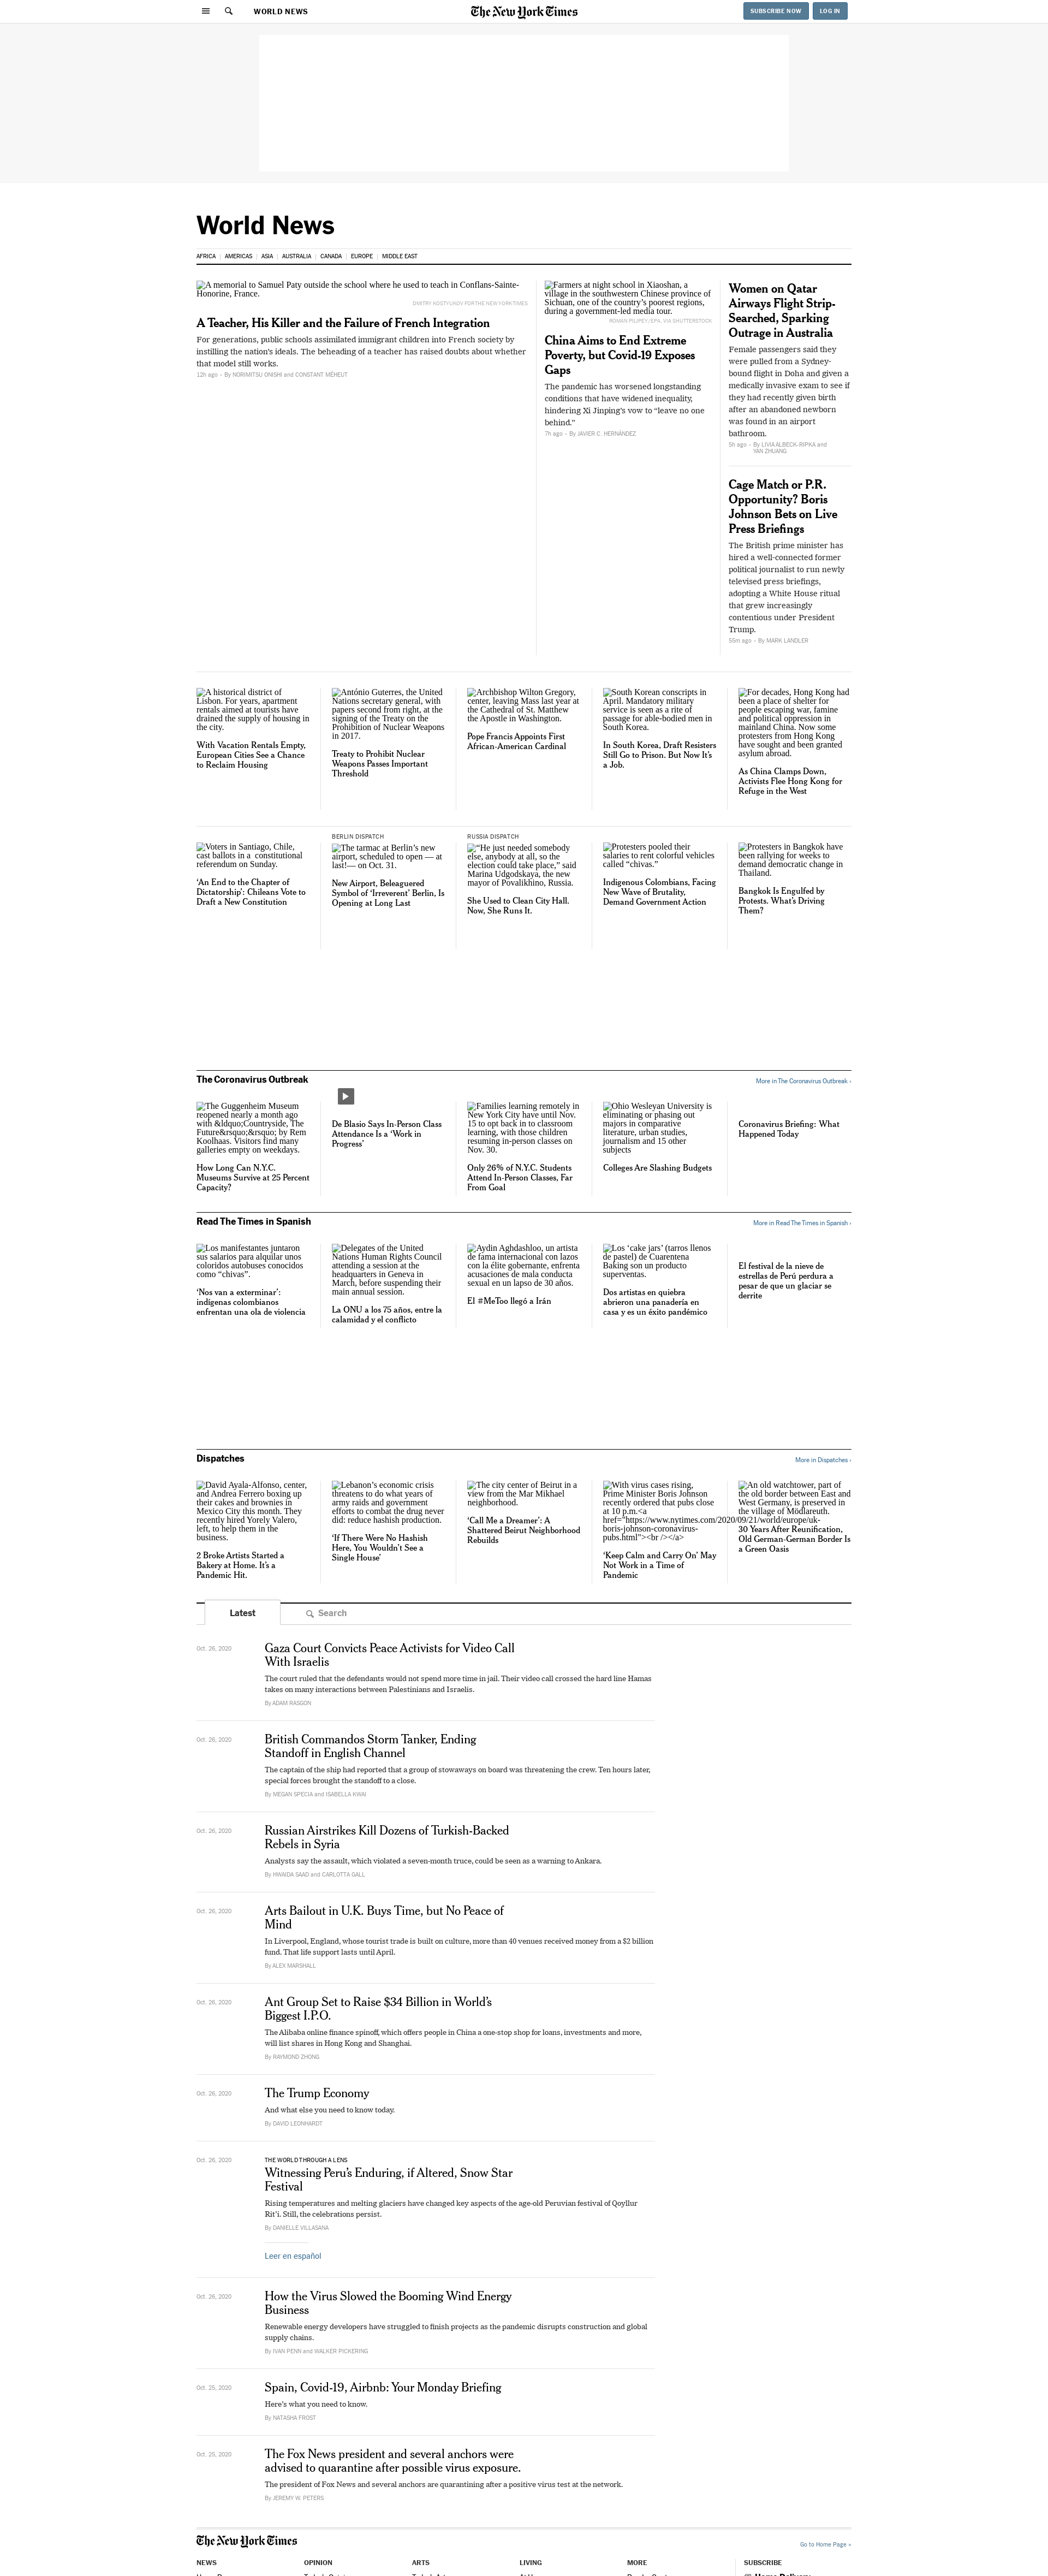 WORLD NEWS
The New York Times
SUBSCRIBE NOW
LOG IN
World News
AFRICA
AMERICAS
ASIA
AUSTRALIA
CANADA
EUROPE
MIDDLE EAST
A memorial to Samuel Paty outside the school where he used to teach in Conflans-Sainte-
Honorine, France.
DMITRY KOSTYUKOV FOR THE NEW YORK TIMES
A Teacher, His Killer and the Failure of French Integration
For generations, public schools assimilated immigrant children into French society by
instilling the nation's ideals. The beheading of a teacher has raised doubts about whether
that model still works.
12h ago - By NORIMITSU ONISHI and CONSTANT MÉHEUT
Farmers at night school in Xiaoshan, a
village in the southwestern Chinese province of
Sichuan, one of the country's poorest regions,
during a government-led media tour.
ROMAN PILIPEY/EPA, VIA SHUTTERSTOCK
China Aims to End Extreme
Poverty, but Covid-19 Exposes
Gaps
The pandemic has worsened longstanding
conditions that have widened inequality,
hindering Xi Jinping's vow to “leave no one
behind.”
7h ago - By JAVIER C. HERNÁNDEZ
Women on Qatar
Airways Flight Strip-
Searched, Sparking
Outrage in Australia
Female passengers said they
were pulled from a Sydney-
bound flight in Doha and given a
medically invasive exam to see if
they had recently given birth
after an abandoned newborn
was found in an airport
bathroom.
5h ago - By LIVIA ALBECK-RIPKA and
YAN ZHUANG
Cage Match or P.R.
Opportunity? Boris
Johnson Bets on Live
Press Briefings
The British prime minister has
hired a well-connected former
political journalist to run newly
televised press briefings,
adopting a White House ritual
that grew increasingly
contentious under President
Trump.
55m ago - By MARK LANDLER
A historical district of
Lisbon. For years, apartment
rentals aimed at tourists have
drained the supply of housing in
the city.
With Vacation Rentals Empty,
European Cities See a Chance
to Reclaim Housing
António Guterres, the United
Nations secretary general, with
papers second from right, at the
signing of the Treaty on the
Prohibition of Nuclear Weapons
in 2017.
Treaty to Prohibit Nuclear
Weapons Passes Important
Threshold
Archbishop Wilton Gregory,
center, leaving Mass last year at
the Cathedral of St. Matthew
the Apostle in Washington.
Pope Francis Appoints First
African-American Cardinal
South Korean conscripts in
April. Mandatory military
service is seen as a rite of
passage for able-bodied men in
South Korea.
In South Korea, Draft Resisters
Still Go to Prison. But Now It's
a Job.
For decades, Hong Kong had
been a place of shelter for
people escaping war, famine
and political oppression in
mainland China. Now some
protesters from Hong Kong
have sought and been granted
asylum abroad.
As China Clamps Down,
Activists Flee Hong Kong for
Refuge in the West
Voters in Santiago, Chile,
cast ballots in a constitutional
referendum on Sunday.
‘An End to the Chapter of
Dictatorship’: Chileans Vote to
Draft a New Constitution
BERLIN DISPATCH
The tarmac at Berlin's new
airport, scheduled to open — at
last!— on Oct. 31.
New Airport, Beleaguered
Symbol of ‘Irreverent’ Berlin, Is
Opening at Long Last
RUSSIA DISPATCH
“He just needed somebody
else, anybody at all, so the
election could take place,” said
Marina Udgodskaya, the new
mayor of Povalikhino, Russia.
She Used to Clean City Hall.
Now, She Runs It.
Protesters pooled their
salaries to rent colorful vehicles
called “chivas.”
Indigenous Colombians, Facing
New Wave of Brutality,
Demand Government Action
Protesters in Bangkok have
been rallying for weeks to
demand democratic change in
Thailand.
Bangkok Is Engulfed by
Protests. What's Driving
Them?
The Coronavirus Outbreak
More in The Coronavirus Outbreak ›
The Guggenheim Museum
reopened nearly a month ago
with &ldquo;Countryside, The
Future&rsquo;&rsquo; by Rem
Koolhaas. Visitors find many
galleries empty on weekdays.
How Long Can N.Y.C.
Museums Survive at 25 Percent
Capacity?
De Blasio Says In-Person Class
Attendance Is a ‘Work in
Progress’
Families learning remotely in
New York City have until Nov.
15 to opt back in to classroom
learning, with those children
resuming in-person classes on
Nov. 30.
Only 26% of N.Y.C. Students
Attend In-Person Classes, Far
From Goal
Ohio Wesleyan University is
eliminating or phasing out
majors in comparative
literature, urban studies,
journalism and 15 other
subjects
Colleges Are Slashing Budgets
Coronavirus Briefing: What
Happened Today
Read The Times in Spanish
More in Read The Times in Spanish ›
Los manifestantes juntaron
sus salarios para alquilar unos
coloridos autobuses conocidos
como “chivas”.
‘Nos van a exterminar’:
indígenas colombianos
enfrentan una ola de violencia
Delegates of the United
Nations Human Rights Council
attending a session at the
headquarters in Geneva in
March, before suspending their
main annual session.
La ONU a los 75 años, entre la
calamidad y el conflicto
Aydin Aghdashloo, un artista
de fama internacional con lazos
con la élite gobernante, enfrenta
acusaciones de mala conducta
sexual en un lapso de 30 años.
El #MeToo llegó a Irán
Los ‘cake jars’ (tarros llenos
de pastel) de Cuarentena
Baking son un producto
superventas.
Dos artistas en quiebra
abrieron una panadería en
casa y es un éxito pandémico
El festival de la nieve de
estrellas de Perú perdura a
pesar de que un glaciar se
derrite
Dispatches
More in Dispatches ›
David Ayala-Alfonso, center,
and Andrea Ferrero boxing up
their cakes and brownies in
Mexico City this month. They
recently hired Yorely Valero,
left, to help them in the
business.
2 Broke Artists Started a
Bakery at Home. It's a
Pandemic Hit.
Lebanon's economic crisis
threatens to do what years of
army raids and government
efforts to combat the drug never
did: reduce hashish production.
‘If There Were No Hashish
Here, You Wouldn't See a
Single House’
The city center of Beirut in a
view from the Mar Mikhael
neighborhood.
‘Call Me a Dreamer’: A
Shattered Beirut Neighborhood
Rebuilds
With virus cases rising,
Prime Minister Boris Johnson
recently ordered that pubs close
at 10 p.m.<a
href="https://www.nytimes.com/2020/09/21/world/europe/uk-
boris-johnson-coronavirus-
pubs.html"><br /></a>
‘Keep Calm and Carry On’ May
Not Work in a Time of
Pandemic
An old watchtower, part of
the old border between East and
West Germany, is preserved in
the village of Mödlareuth.
30 Years After Reunification,
Old German-German Border Is
a Green Oasis
Latest
Search
Oct. 26, 2020
Gaza Court Convicts Peace Activists for Video Call
With Israelis
The court ruled that the defendants would not spend more time in jail. Their video call crossed the hard line Hamas
takes on many interactions between Palestinians and Israelis.
By ADAM RASGON
Oct. 26, 2020
British Commandos Storm Tanker, Ending
Standoff in English Channel
The captain of the ship had reported that a group of stowaways on board was threatening the crew. Ten hours later,
special forces brought the standoff to a close.
By MEGAN SPECIA and ISABELLA KWAI
Oct. 26, 2020
Russian Airstrikes Kill Dozens of Turkish-Backed
Rebels in Syria
Analysts say the assault, which violated a seven-month truce, could be seen as a warning to Ankara.
By HWAIDA SAAD and CARLOTTA GALL
Oct. 26, 2020
Arts Bailout in U.K. Buys Time, but No Peace of
Mind
In Liverpool, England, whose tourist trade is built on culture, more than 40 venues received money from a $2 billion
fund. That life support lasts until April.
By ALEX MARSHALL
Oct. 26, 2020
Ant Group Set to Raise $34 Billion in World's
Biggest I.P.O.
The Alibaba online finance spinoff, which offers people in China a one-stop shop for loans, investments and more,
will list shares in Hong Kong and Shanghai.
By RAYMOND ZHONG
Oct. 26, 2020
The Trump Economy
And what else you need to know today.
By DAVID LEONHARDT
Oct. 26, 2020
THE WORLD THROUGH A LENS
Witnessing Peru's Enduring, if Altered, Snow Star
Festival
Rising temperatures and melting glaciers have changed key aspects of the age-old Peruvian festival of Qoyllur
Rit'i. Still, the celebrations persist.
By DANIELLE VILLASANA
Leer en español
Oct. 26, 2020
How the Virus Slowed the Booming Wind Energy
Business
Renewable energy developers have struggled to finish projects as the pandemic disrupts construction and global
supply chains.
By IVAN PENN and WALKER PICKERING
Oct. 25, 2020
Spain, Covid-19, Airbnb: Your Monday Briefing
Here's what you need to know.
By NATASHA FROST
Oct. 25, 2020
The Fox News president and several anchors were
advised to quarantine after possible virus exposure.
The president of Fox News and several anchors are quarantining after a positive virus test at the network.
By JEREMY W. PETERS
The New York Times
Go to Home Page »
NEWS
OPINION
ARTS
LIVING
MORE
SUBSCRIBE